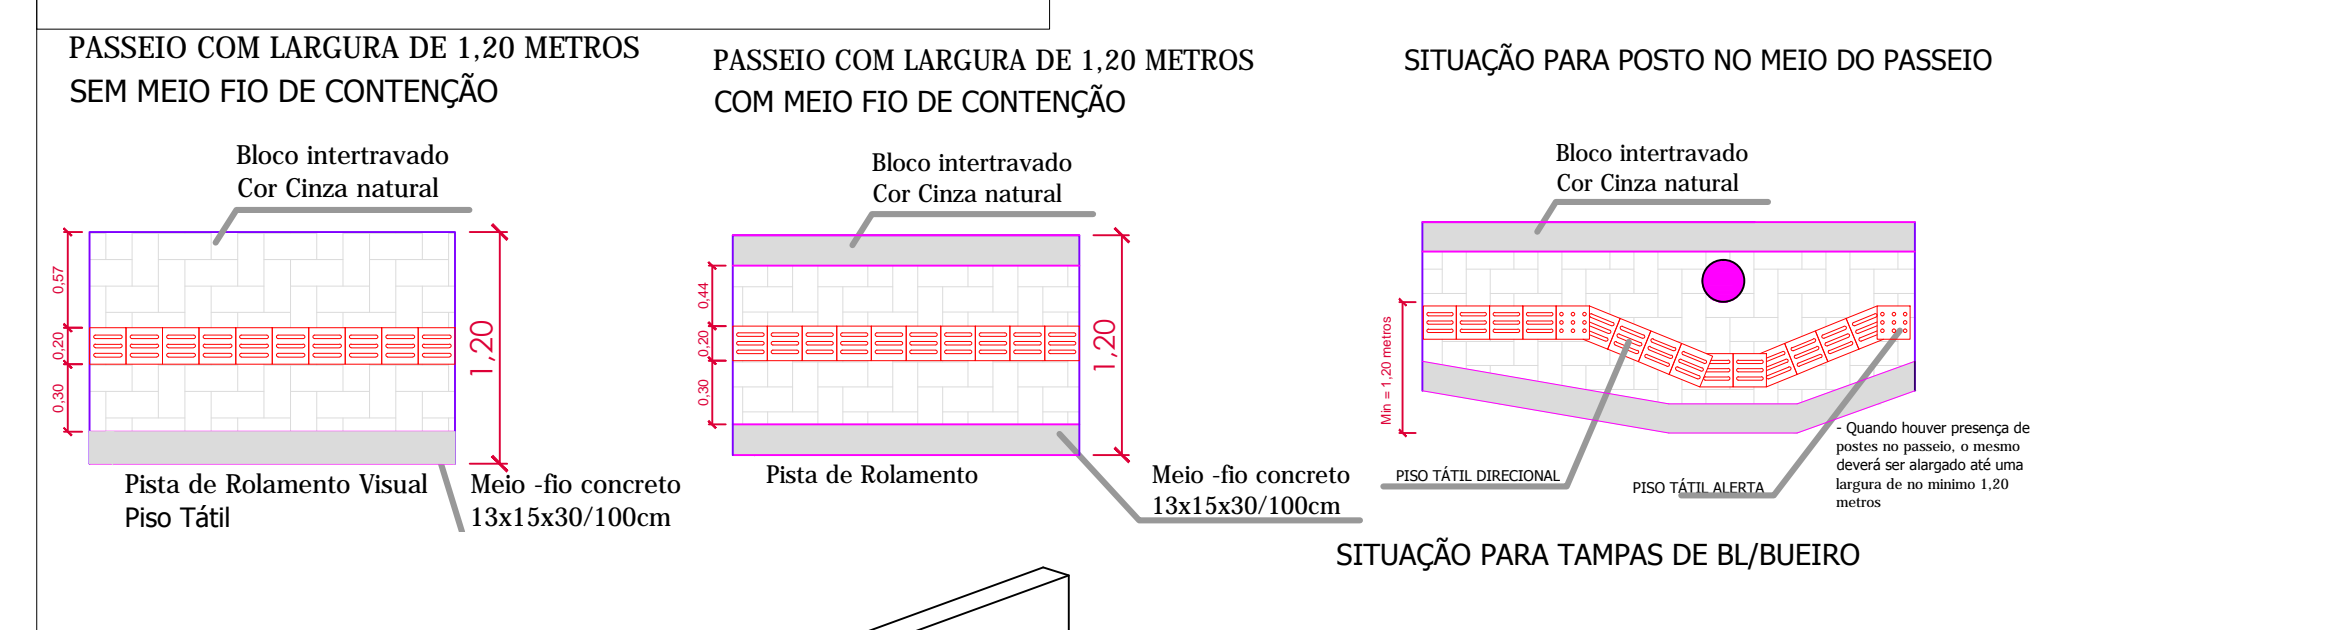 PASSEIO COM LARGURA DE 1,20 METROS
SEM MEIO FIO DE CONTENÇÃO
Bloco intertravado
Cor Cinza natural
0,57
0,20
0,30
1,20
Pista de Rolamento Visual
Piso Tátil
Meio -fio concreto
13x15x30/100cm
PASSEIO COM LARGURA DE 1,20 METROS
COM MEIO FIO DE CONTENÇÃO
Bloco intertravado
Cor Cinza natural
0,44
0,20
0,30
1,20
Pista de Rolamento
Meio -fio concreto
13x15x30/100cm
SITUAÇÃO PARA POSTO NO MEIO DO PASSEIO
Bloco intertravado
Cor Cinza natural
Min = 1,20 metros
PISO TÁTIL DIRECIONAL
PISO TÁTIL ALERTA
- Quando houver presença de
postes no passeio, o mesmo
deverá ser alargado até uma
largura de no minimo 1,20
metros
SITUAÇÃO PARA TAMPAS DE BL/BUEIRO